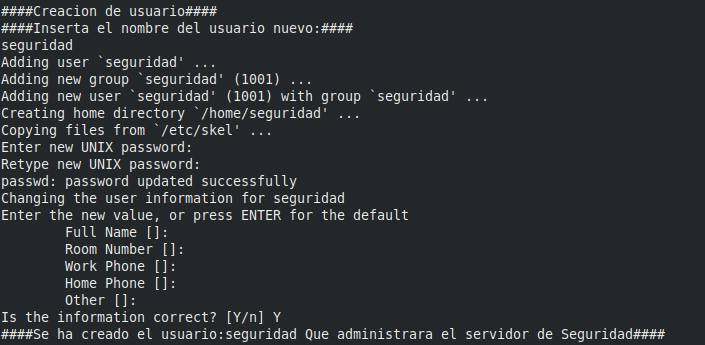 ####Creacion de usuario####
####Inserta el nombre del usuario nuevo:####
seguridad
Adding user `seguridad' ...
Adding new group `seguridad' (1001) ...
Adding new user `seguridad' (1001) with group `seguridad' ...
Creating home directory `/home/seguridad' ...
Copying files from `/etc/skel' ...
Enter new UNIX password:
Retype new UNIX password:
passwd: password updated successfully
Changing the user information for seguridad
Enter the new value, or press ENTER for the default
        Full Name []:
        Room Number []:
        Work Phone []:
        Home Phone []:
        Other []:
Is the information correct? [Y/n] Y
####Se ha creado el usuario:seguridad Que administrara el servidor de Seguridad####